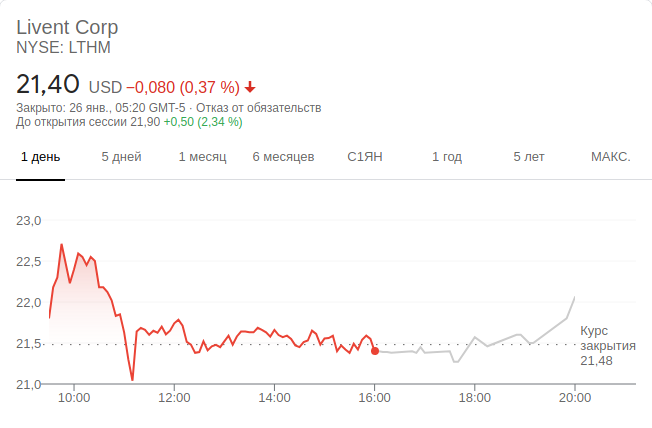 Livent Corp
NYSE: LTHM
21,40 USD −0,080 (0,37 %)
Закрыто: 26 янв., 05:20 GMT-5 · Отказ от обязательств
До открытия сессии 21,90 +0,50 (2,34 %)
1 день 5 дней 1 месяц 6 месяцев С1ЯН 1 год 5 лет МАКС.
23,0
22,5
22,0
21,5
21,0
Курс
закрытия
21,48
10:00 12:00 14:00 16:00 18:00 20:00